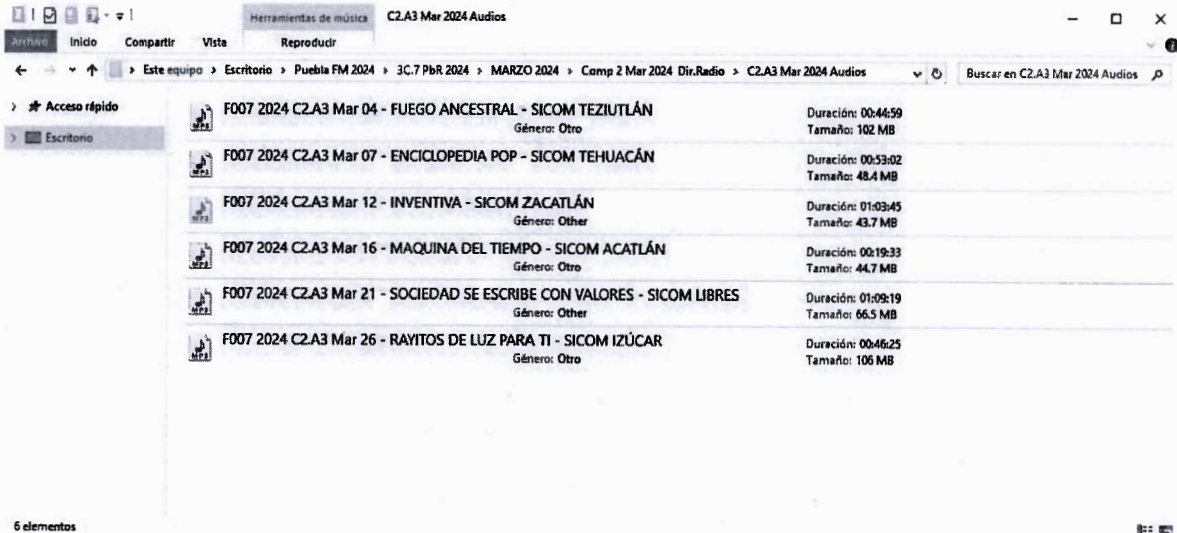 Herramientas de música C2.A3 Mar 2024 Audios
Archivo Inicio Compartir Vista Reproducir
Este equipo > Escritorio > Puebla FM 2024 > 3C.7 PbR 2024 > MARZO 2024 > Comp 2 Mar 2024 Dir.Radio > C2.A3 Mar 2024 Audios Buscar en C2.A3 Mar 2024 Audios
Acceso rápido
Escritorio
F007 2024 C2.A3 Mar 04 - FUEGO ANCESTRAL - SICOM TEZIUTLÁN Duración: 00:44:59
MP3 Género: Otro Tamaño: 102 MB
F007 2024 C2.A3 Mar 07 - ENCICLOPEDIA POP - SICOM TEHUACÁN Duración: 00:53:02
MP3 Tamaño: 48.4 MB
F007 2024 C2.A3 Mar 12 - INVENTIVA - SICOM ZACATLÁN Duración: 01:03:45
MP3 Género: Other Tamaño: 43.7 MB
F007 2024 C2.A3 Mar 16 - MAQUINA DEL TIEMPO - SICOM ACATLÁN Duración: 00:19:33
MP3 Género: Otro Tamaño: 44.7 MB
F007 2024 C2.A3 Mar 21 - SOCIEDAD SE ESCRIBE CON VALORES - SICOM LIBRES Duración: 01:09:19
MP3 Género: Other Tamaño: 66.5 MB
F007 2024 C2.A3 Mar 26 - RAYITOS DE LUZ PARA TI - SICOM IZÚCAR Duración: 00:46:25
MP3 Género: Otro Tamaño: 106 MB
6 elementos